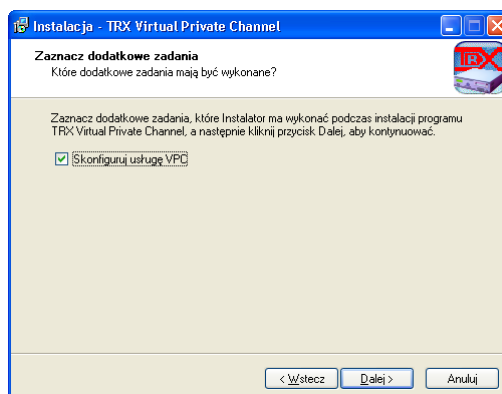 Instalacja - TRX Virtual Private Channel
Zaznacz dodatkowe zadania
Które dodatkowe zadania mają być wykonane?
TRX
Zaznacz dodatkowe zadania, które Instalator ma wykonać podczas instalacji programu
TRX Virtual Private Channel, a następnie kliknij przycisk Dalej, aby kontynuować.
Skonfiguruj usługę VPC
< Wstecz
Dalej >
Anuluj